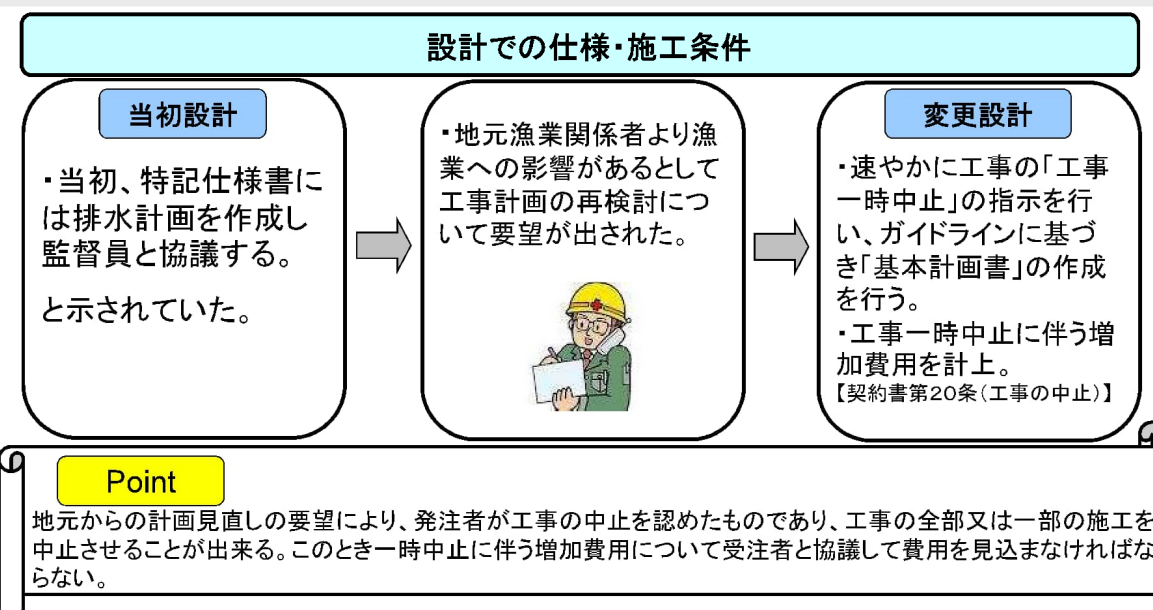 設計での仕様・施工条件
当初設計
・当初、特記仕様書に
は排水計画を作成し
監督員と協議する。
と示されていた。
・地元漁業関係者より漁
業への影響があるとして
工事計画の再検討につ
いて要望が出された。
変更設計
・速やかに工事の「工事
一時中止」の指示を行
い、ガイドラインに基づ
き「基本計画書」の作成
を行う。
・工事一時中止に伴う増
加費用を計上。
【契約書第20条（工事の中止）】
Point
地元からの計画見直しの要望により、発注者が工事の中止を認めたものであり、工事の全部又は一部の施工を
中止させることが出来る。このとき一時中止に伴う増加費用について受注者と協議して費用を見込まなければな
らない。